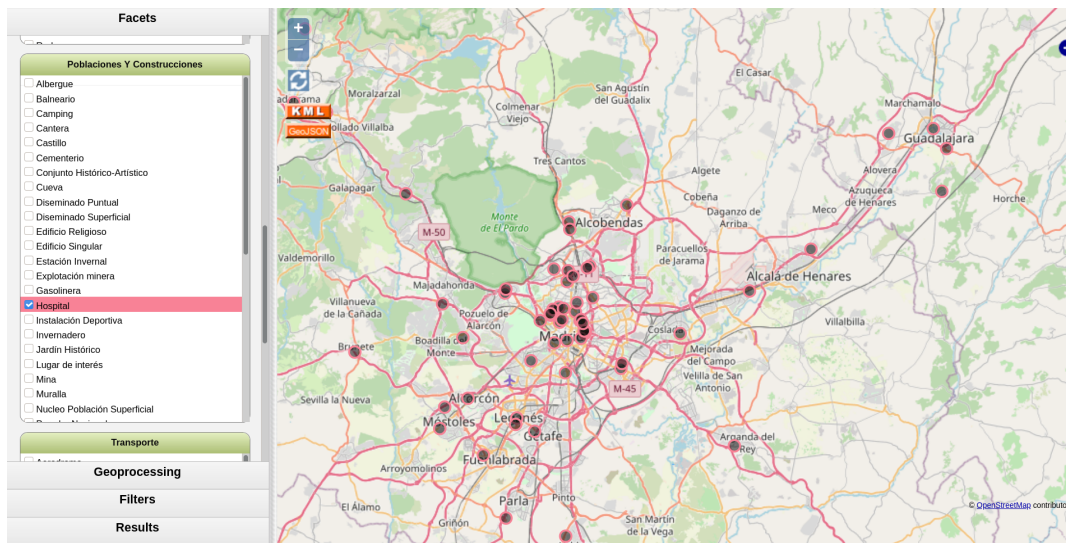 Facets
Poblaciones Y Construcciones
Albergue
Balneario
Camping
Cantera
Castillo
Cementerio
Conjunto Histórico-Artístico
Cueva
Diseminado Puntual
Diseminado Superficial
Edificio Religioso
Edificio Singular
Estación Invernal
Explotación minera
Gasolinera
Hospital
Instalación Deportiva
Invernadero
Jardín Histórico
Lugar de interés
Mina
Muralla
Nucleo Población Superficial
Transporte
Geoprocessing
Filters
Results
+
−
KML
GeoJSON
Moralzarzal
Colmenar
Viejo
San Agustín
del Guadalix
El Casar
Marchamalo
Guadalajara
ollado Villalba
Tres Cantos
Galapagar
Algete
Alovera
Cobeña
Azuqueca
de Henares
Horche
Monte
de El Pardo
M-50
Alcobendas
Daganzo de
Arriba
Meco
Valdemorillo
Paracuellos
de Jarama
Majadahonda
Alcalá de Henares
Villanueva
de la Cañada
Pozuelo de
Alarcón
Madri
Villalbilla
Brunete
Boadilla
Monte
Mejorada
del Campo
Velilla de San
Antonio
M-45
Sevilla la Nueva
Alcorcón
Móstoles
Leganés
Getafe
Arganda del
Rey
Arroyomolinos
Fuenlabrada
El Álamo
Parla
Pinto
Griñón
San Martín
de la Vega
© OpenStreetMap contributo